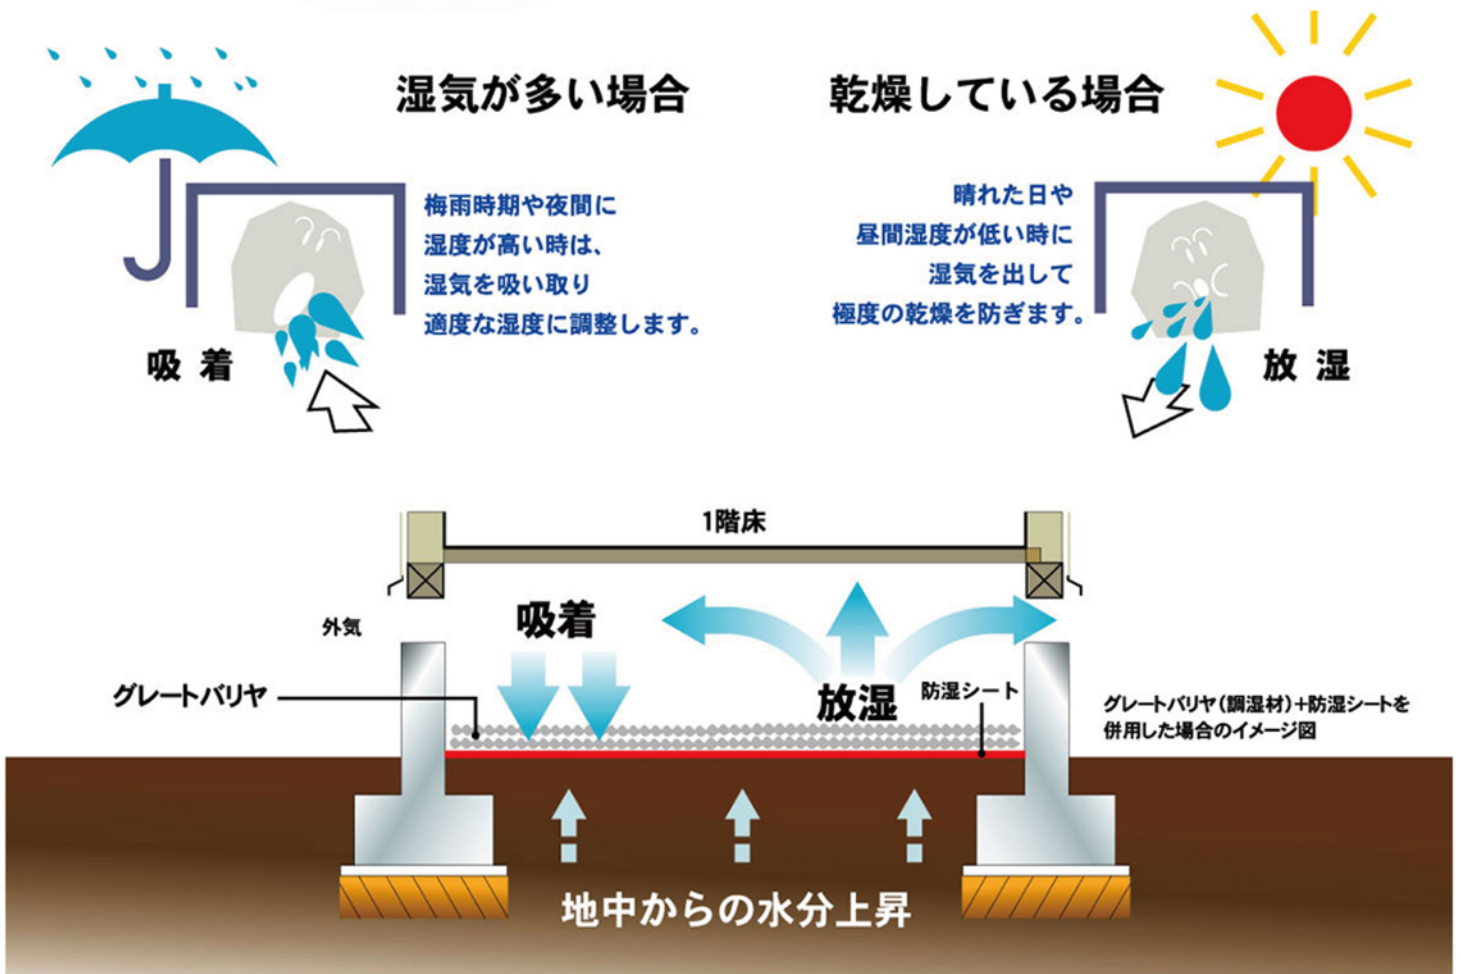 湿気が多い場合
梅雨時期や夜間に
湿度が高い時は、
湿気を吸い取り
適度な湿度に調整します。
吸着
乾燥している場合
晴れた日や
昼間湿度が低い時に
湿気を出して
極度の乾燥を防ぎます。
放湿
1階床
外気
吸着
グレートバリヤ
放湿
防湿シート
グレートバリヤ(調湿材)+防湿シートを
併用した場合のイメージ図
地中からの水分上昇